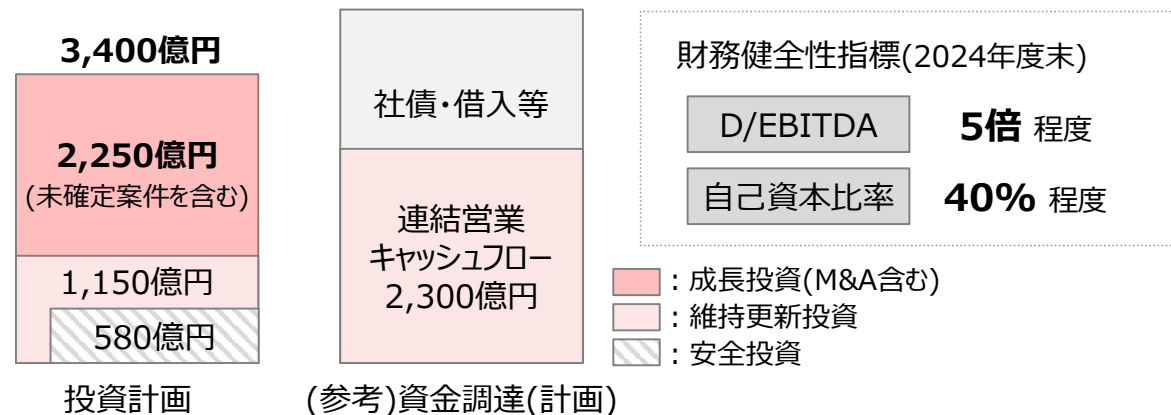 3,400億円
2,250億円
(未確定案件を含む)
1,150億円
580億円
投資計画
社債・借入等
連結営業
キャッシュフロー
2,300億円
(参考)資金調達(計画)
財務健全性指標(2024年度末)
D/EBITDA 5倍 程度
自己資本比率 40% 程度
:成長投資(M&A含む)
:維持更新投資
:安全投資